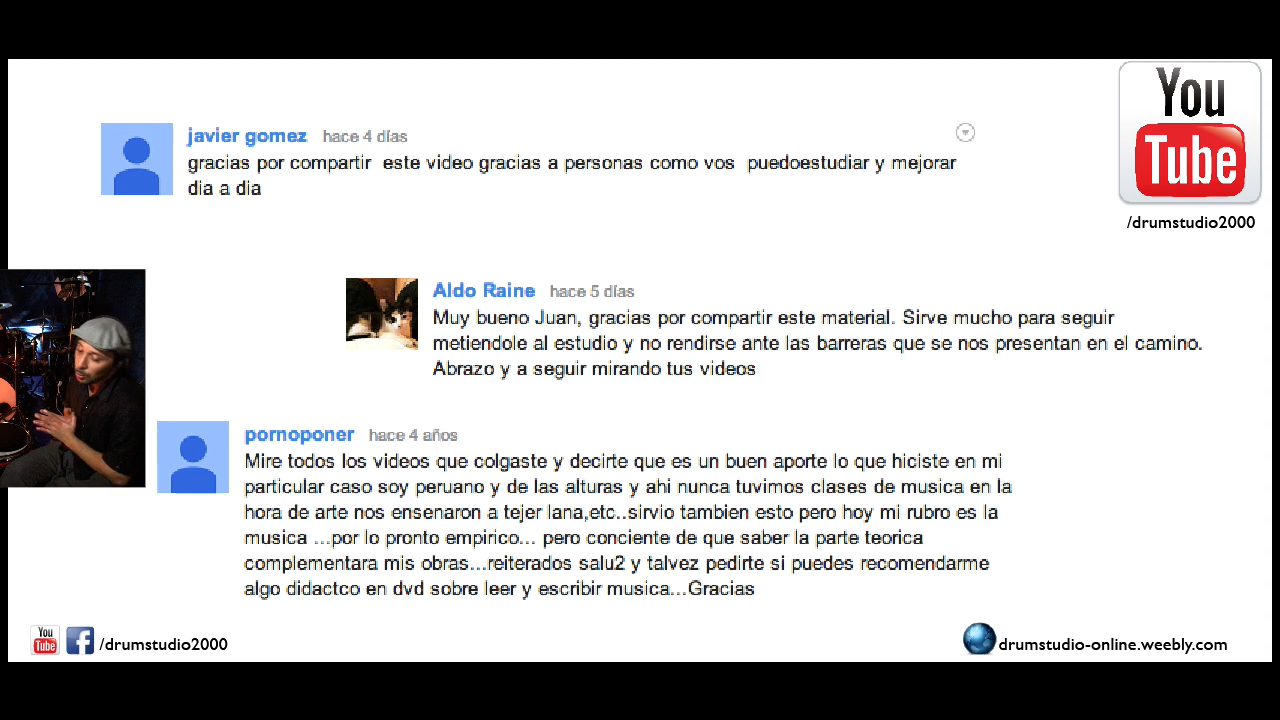 You
Tube
/drumstudio2000
javier gomez hace 4 días
gracias por compartir este video gracias a personas como vos puedoestudiar y mejorar
dia a dia
Aldo Raine hace 5 días
Muy bueno Juan, gracias por compartir este material. Sirve mucho para seguir
metiendole al estudio y no rendirse ante las barreras que se nos presentan en el camino.
Abrazo y a seguir mirando tus videos
pornoponer hace 4 años
Mire todos los videos que colgaste y decirte que es un buen aporte lo que hiciste en mi
particular caso soy peruano y de las alturas y ahi nunca tuvimos clases de musica en la
hora de arte nos ensenaron a tejer lana,etc..sirvio tambien esto pero hoy mi rubro es la
musica ...por lo pronto empirico... pero conciente de que saber la parte teorica
complementara mis obras...reiterados salu2 y talvez pedirte si puedes recomendarme
algo didactco en dvd sobre leer y escribir musica...Gracias
You
Tube
f
/drumstudio2000
drumstudio-online.weebly.com